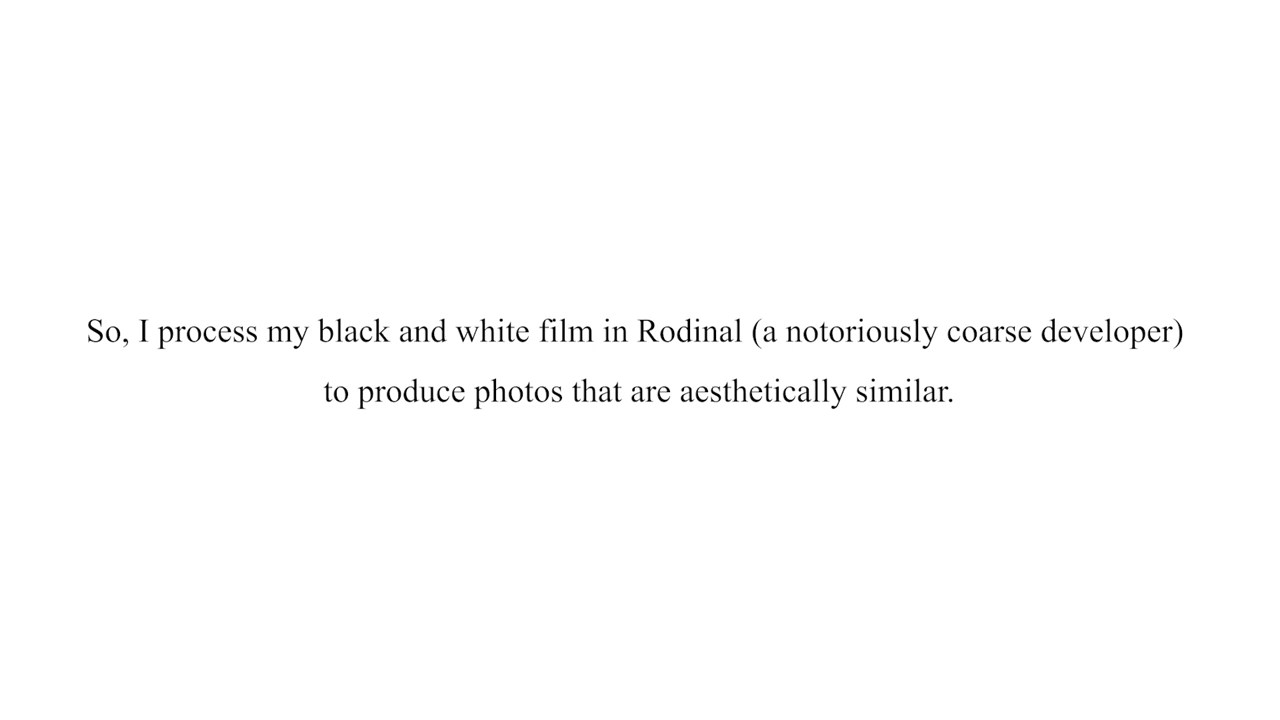 So, I process my black and white film in Rodinal (a notoriously coarse developer)
to produce photos that are aesthetically similar.